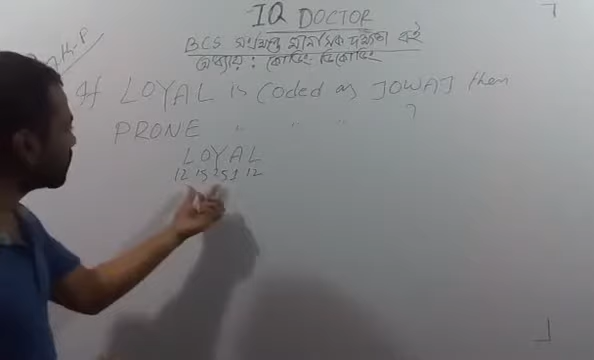 IQ DOCTOR
BCS সংক্রান্ত মানসিক দক্ষতা বই
অধ্যায় : কোডিং ডিকোডিং
If LOYAL is Coded as JOWAJ then
PRONE " " " ?
LOYAL
12 15 25 1 12